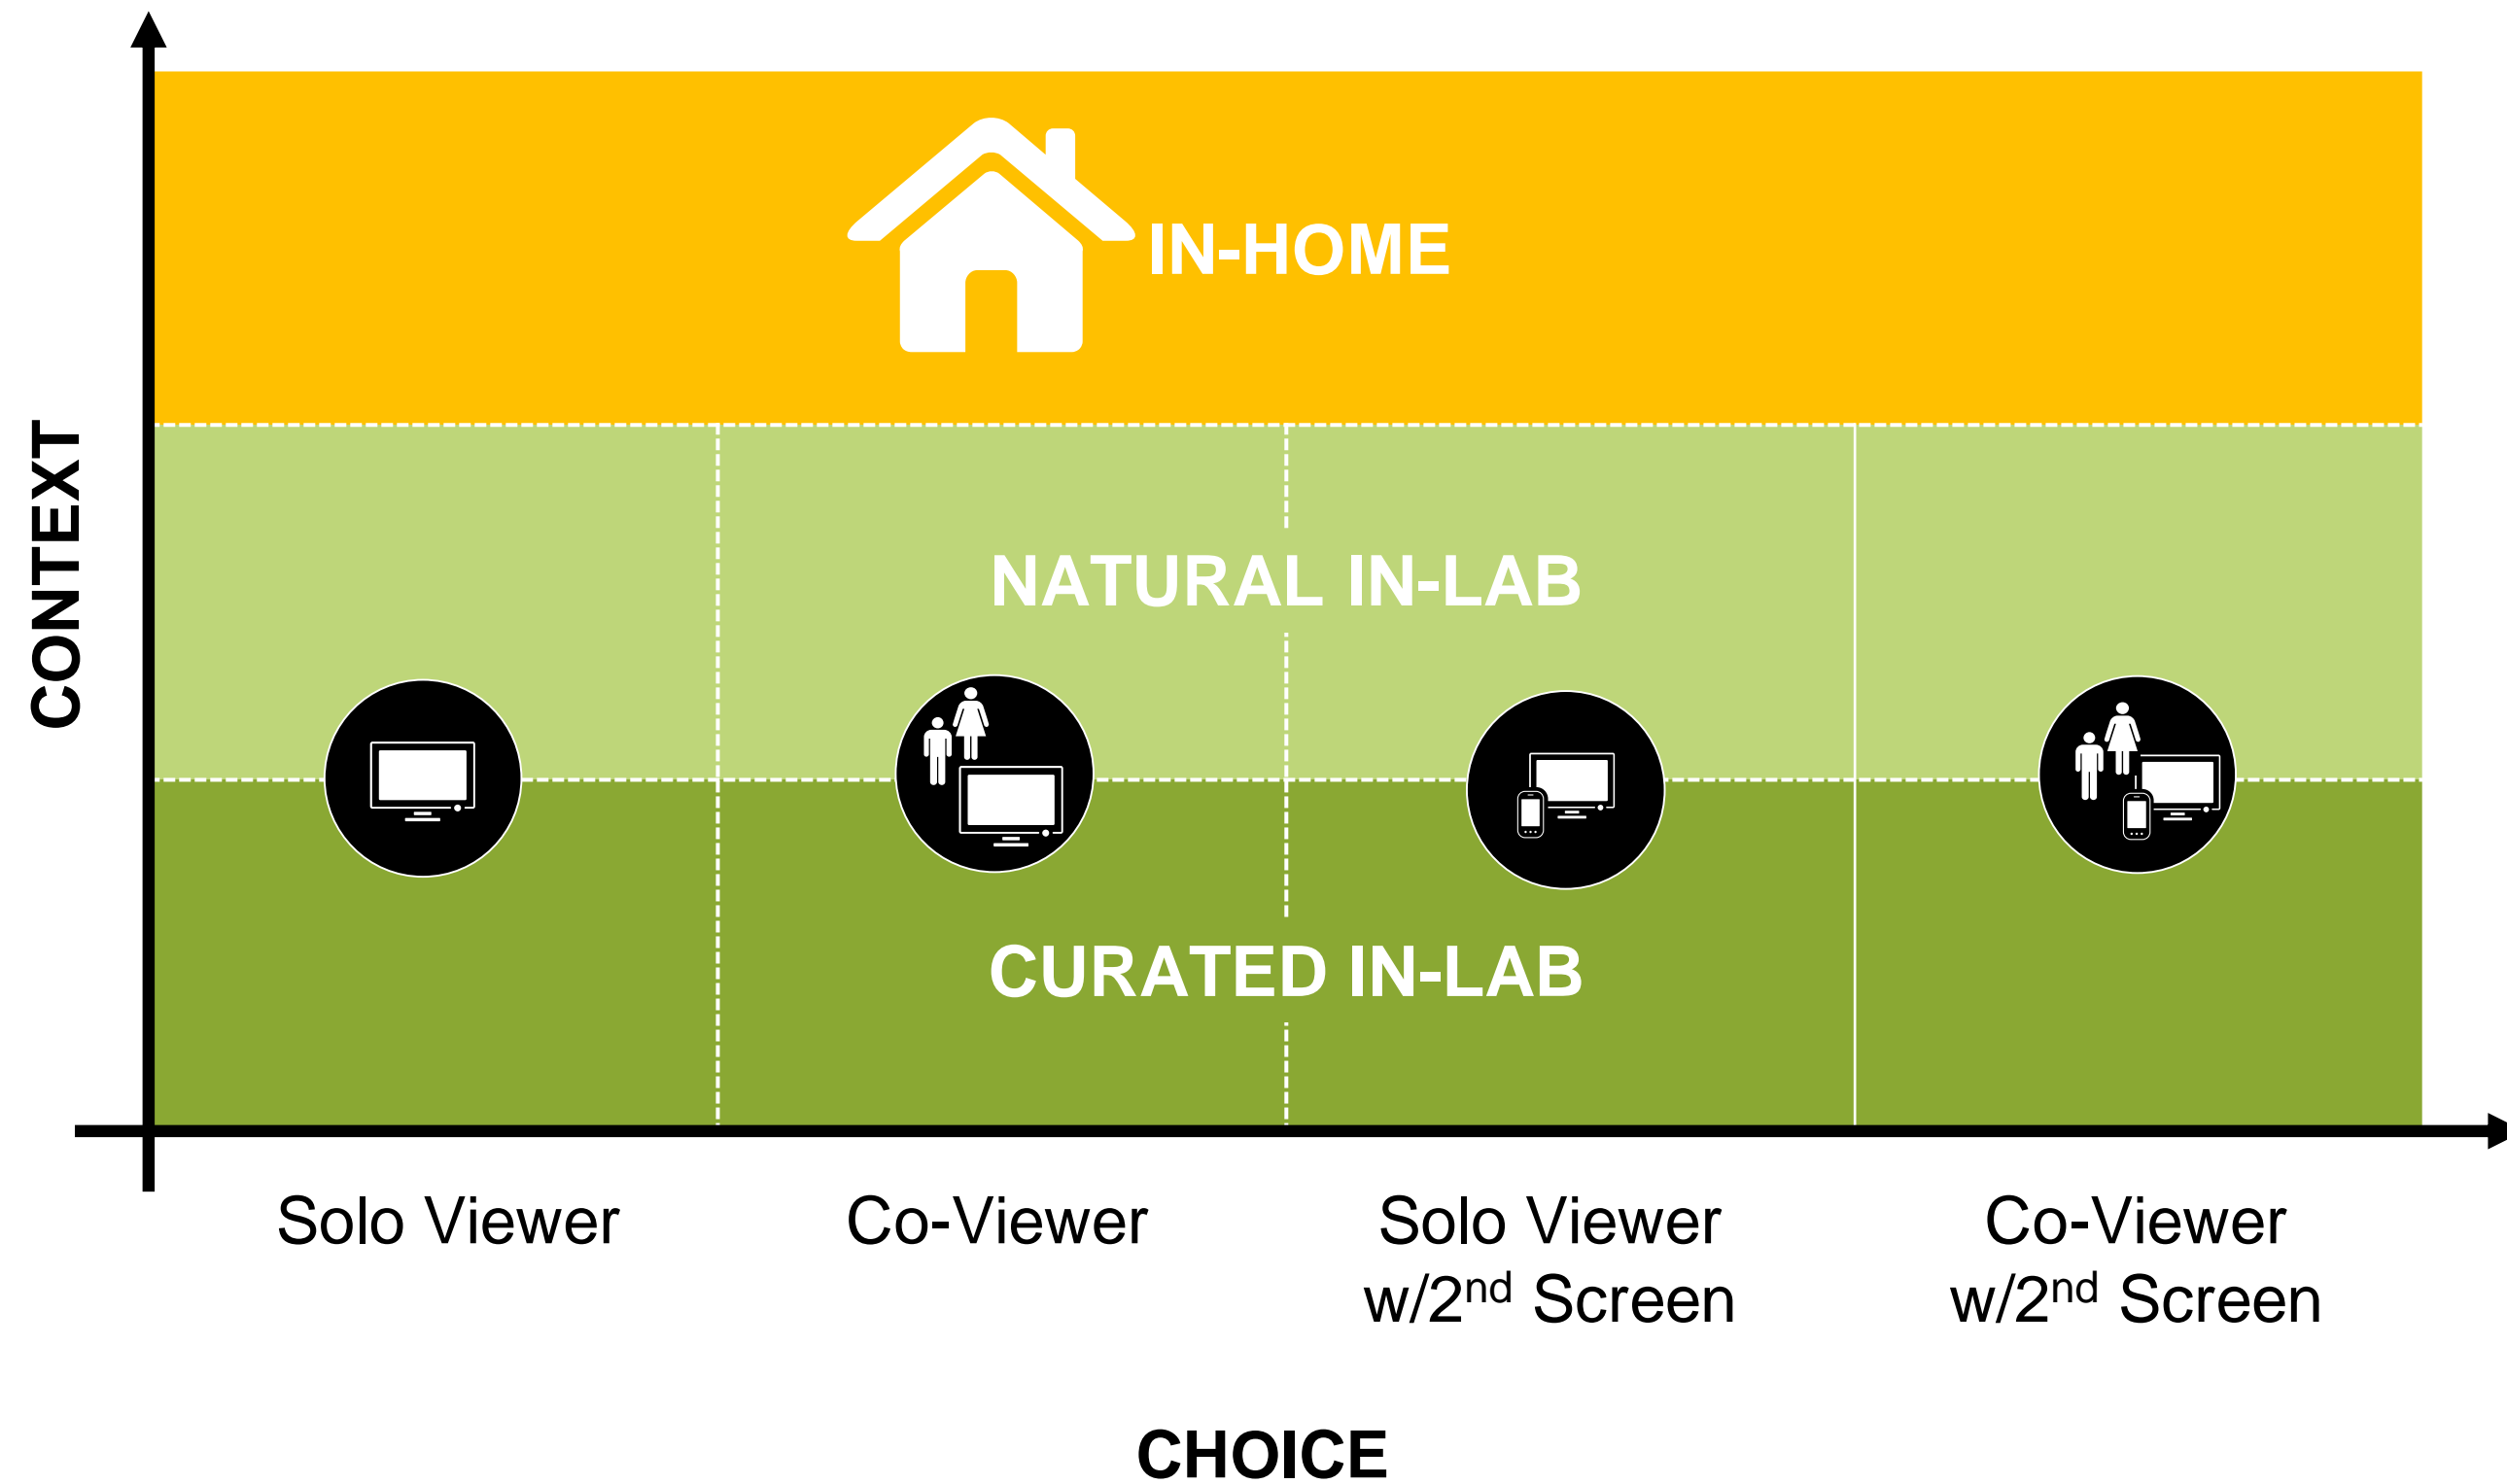 IN-HOME
CONTEXT
NATURAL IN-LAB
CURATED IN-LAB
Solo Viewer
Co-Viewer
Solo Viewer
w/2nd Screen
Co-Viewer
w/2nd Screen
CHOICE